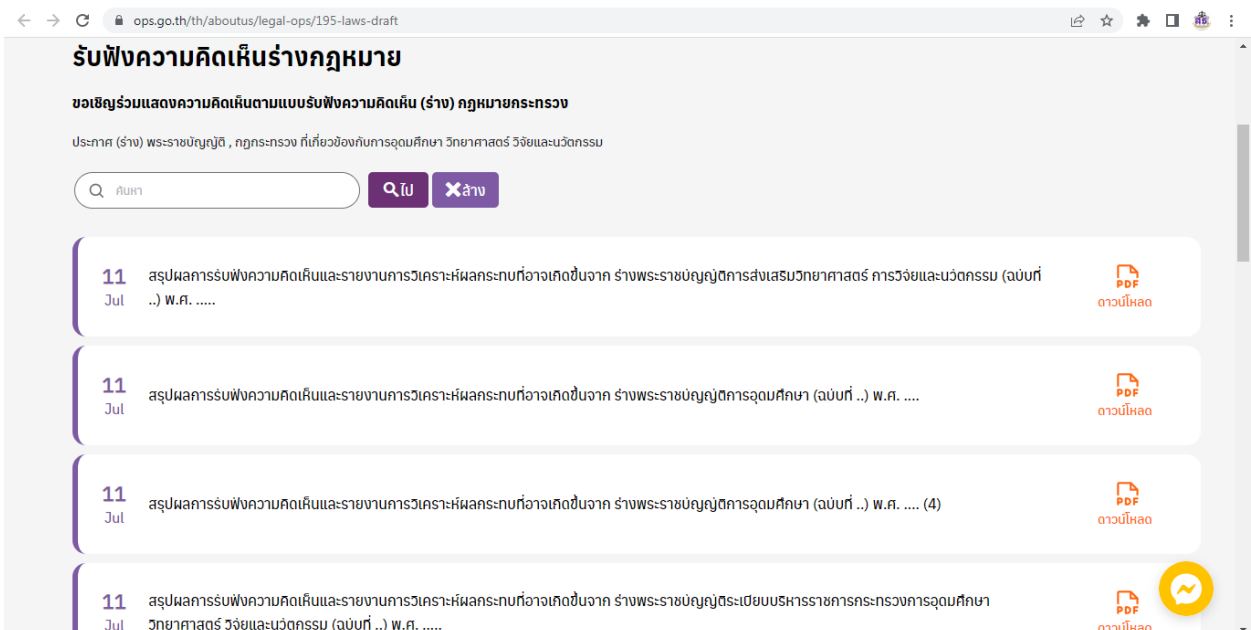 ops.go.th/th/aboutus/legal-ops/195-laws-draft
รับฟังความคิดเห็นร่างกฎหมาย
ขอเชิญร่วมแสดงความคิดเห็นตามแบบรับฟังความคิดเห็น (ร่าง) กฎหมายกระทรวง
ประกาศ (ร่าง) พระราชบัญญัติ , กฎกระทรวง ที่เกี่ยวข้องกับการอุดมศึกษา วิทยาศาสตร์ วิจัยและนวัตกรรม
ค้นหา ไป ล้าง
11 สรุปผลการรับฟังความคิดเห็นและรายงานการวิเคราะห์ผลกระทบที่อาจเกิดขึ้นจาก ร่างพระราชบัญญัติการส่งเสริมวิทยาศาสตร์ การวิจัยและนวัตกรรม (ฉบับที่ PDF
Jul ..) พ.ศ. ..... ดาวน์โหลด
11 สรุปผลการรับฟังความคิดเห็นและรายงานการวิเคราะห์ผลกระทบที่อาจเกิดขึ้นจาก ร่างพระราชบัญญัติการอุดมศึกษา (ฉบับที่ ..) พ.ศ. .... PDF
Jul ดาวน์โหลด
11 สรุปผลการรับฟังความคิดเห็นและรายงานการวิเคราะห์ผลกระทบที่อาจเกิดขึ้นจาก ร่างพระราชบัญญัติการอุดมศึกษา (ฉบับที่ ..) พ.ศ. .... (4) PDF
Jul ดาวน์โหลด
11 สรุปผลการรับฟังความคิดเห็นและรายงานการวิเคราะห์ผลกระทบที่อาจเกิดขึ้นจาก ร่างพระราชบัญญัติระเบียบบริหารราชการกระทรวงการอุดมศึกษา PDF
Jul วิทยาศาสตร์ วิจัยและนวัตกรรม (ฉบับที่ ..) พ.ศ. ..... ดาวน์โหลด